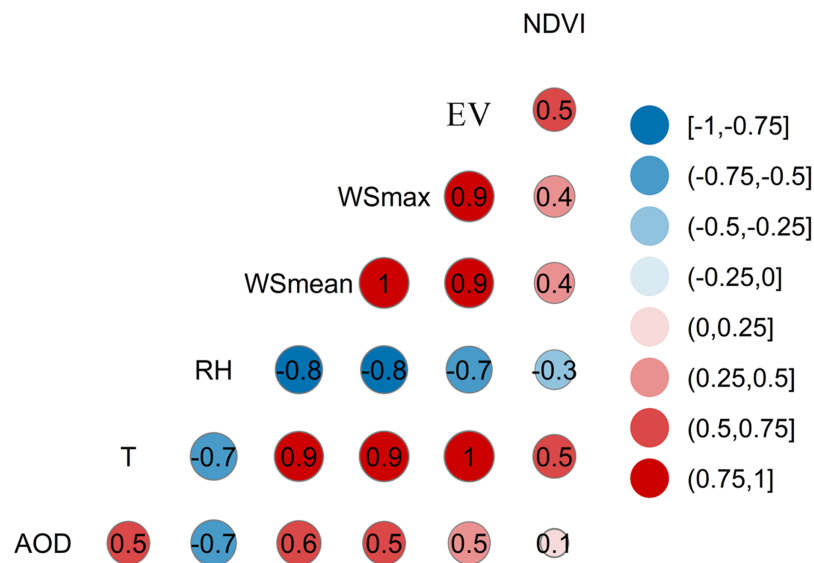 NDVI
EV 0.5
WSmax 0.9 0.4
WSmean 1 0.9 0.4
RH -0.8 -0.8 -0.7 -0.3
T -0.7 0.9 0.9 1 0.5
AOD 0.5 -0.7 0.6 0.5 0.5 0.1
[-1,-0.75]
(-0.75,-0.5]
(-0.5,-0.25]
(-0.25,0]
(0,0.25]
(0.25,0.5]
(0.5,0.75]
(0.75,1]